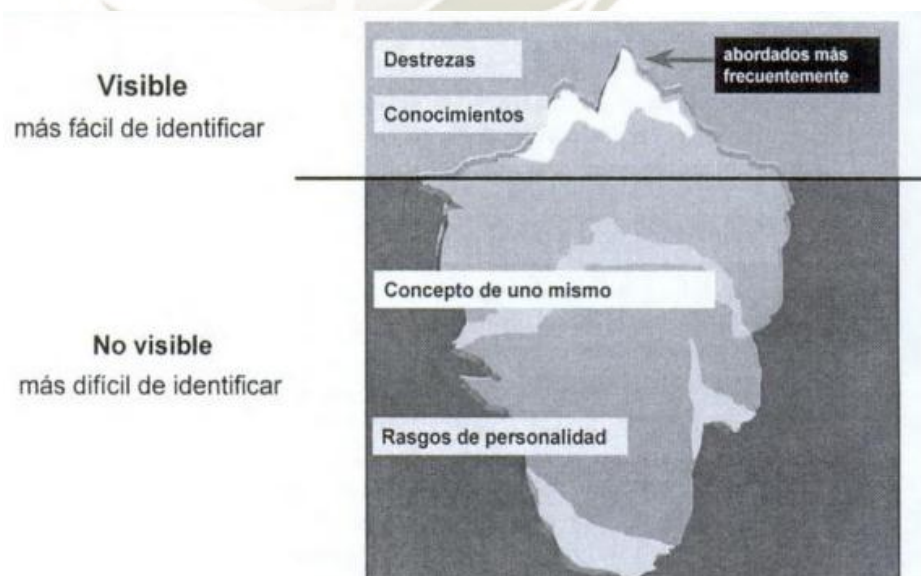 Visible
más fácil de identificar
Destrezas
abordados más
frecuentemente
Conocimientos
Concepto de uno mismo
No visible
más difícil de identificar
Rasgos de personalidad